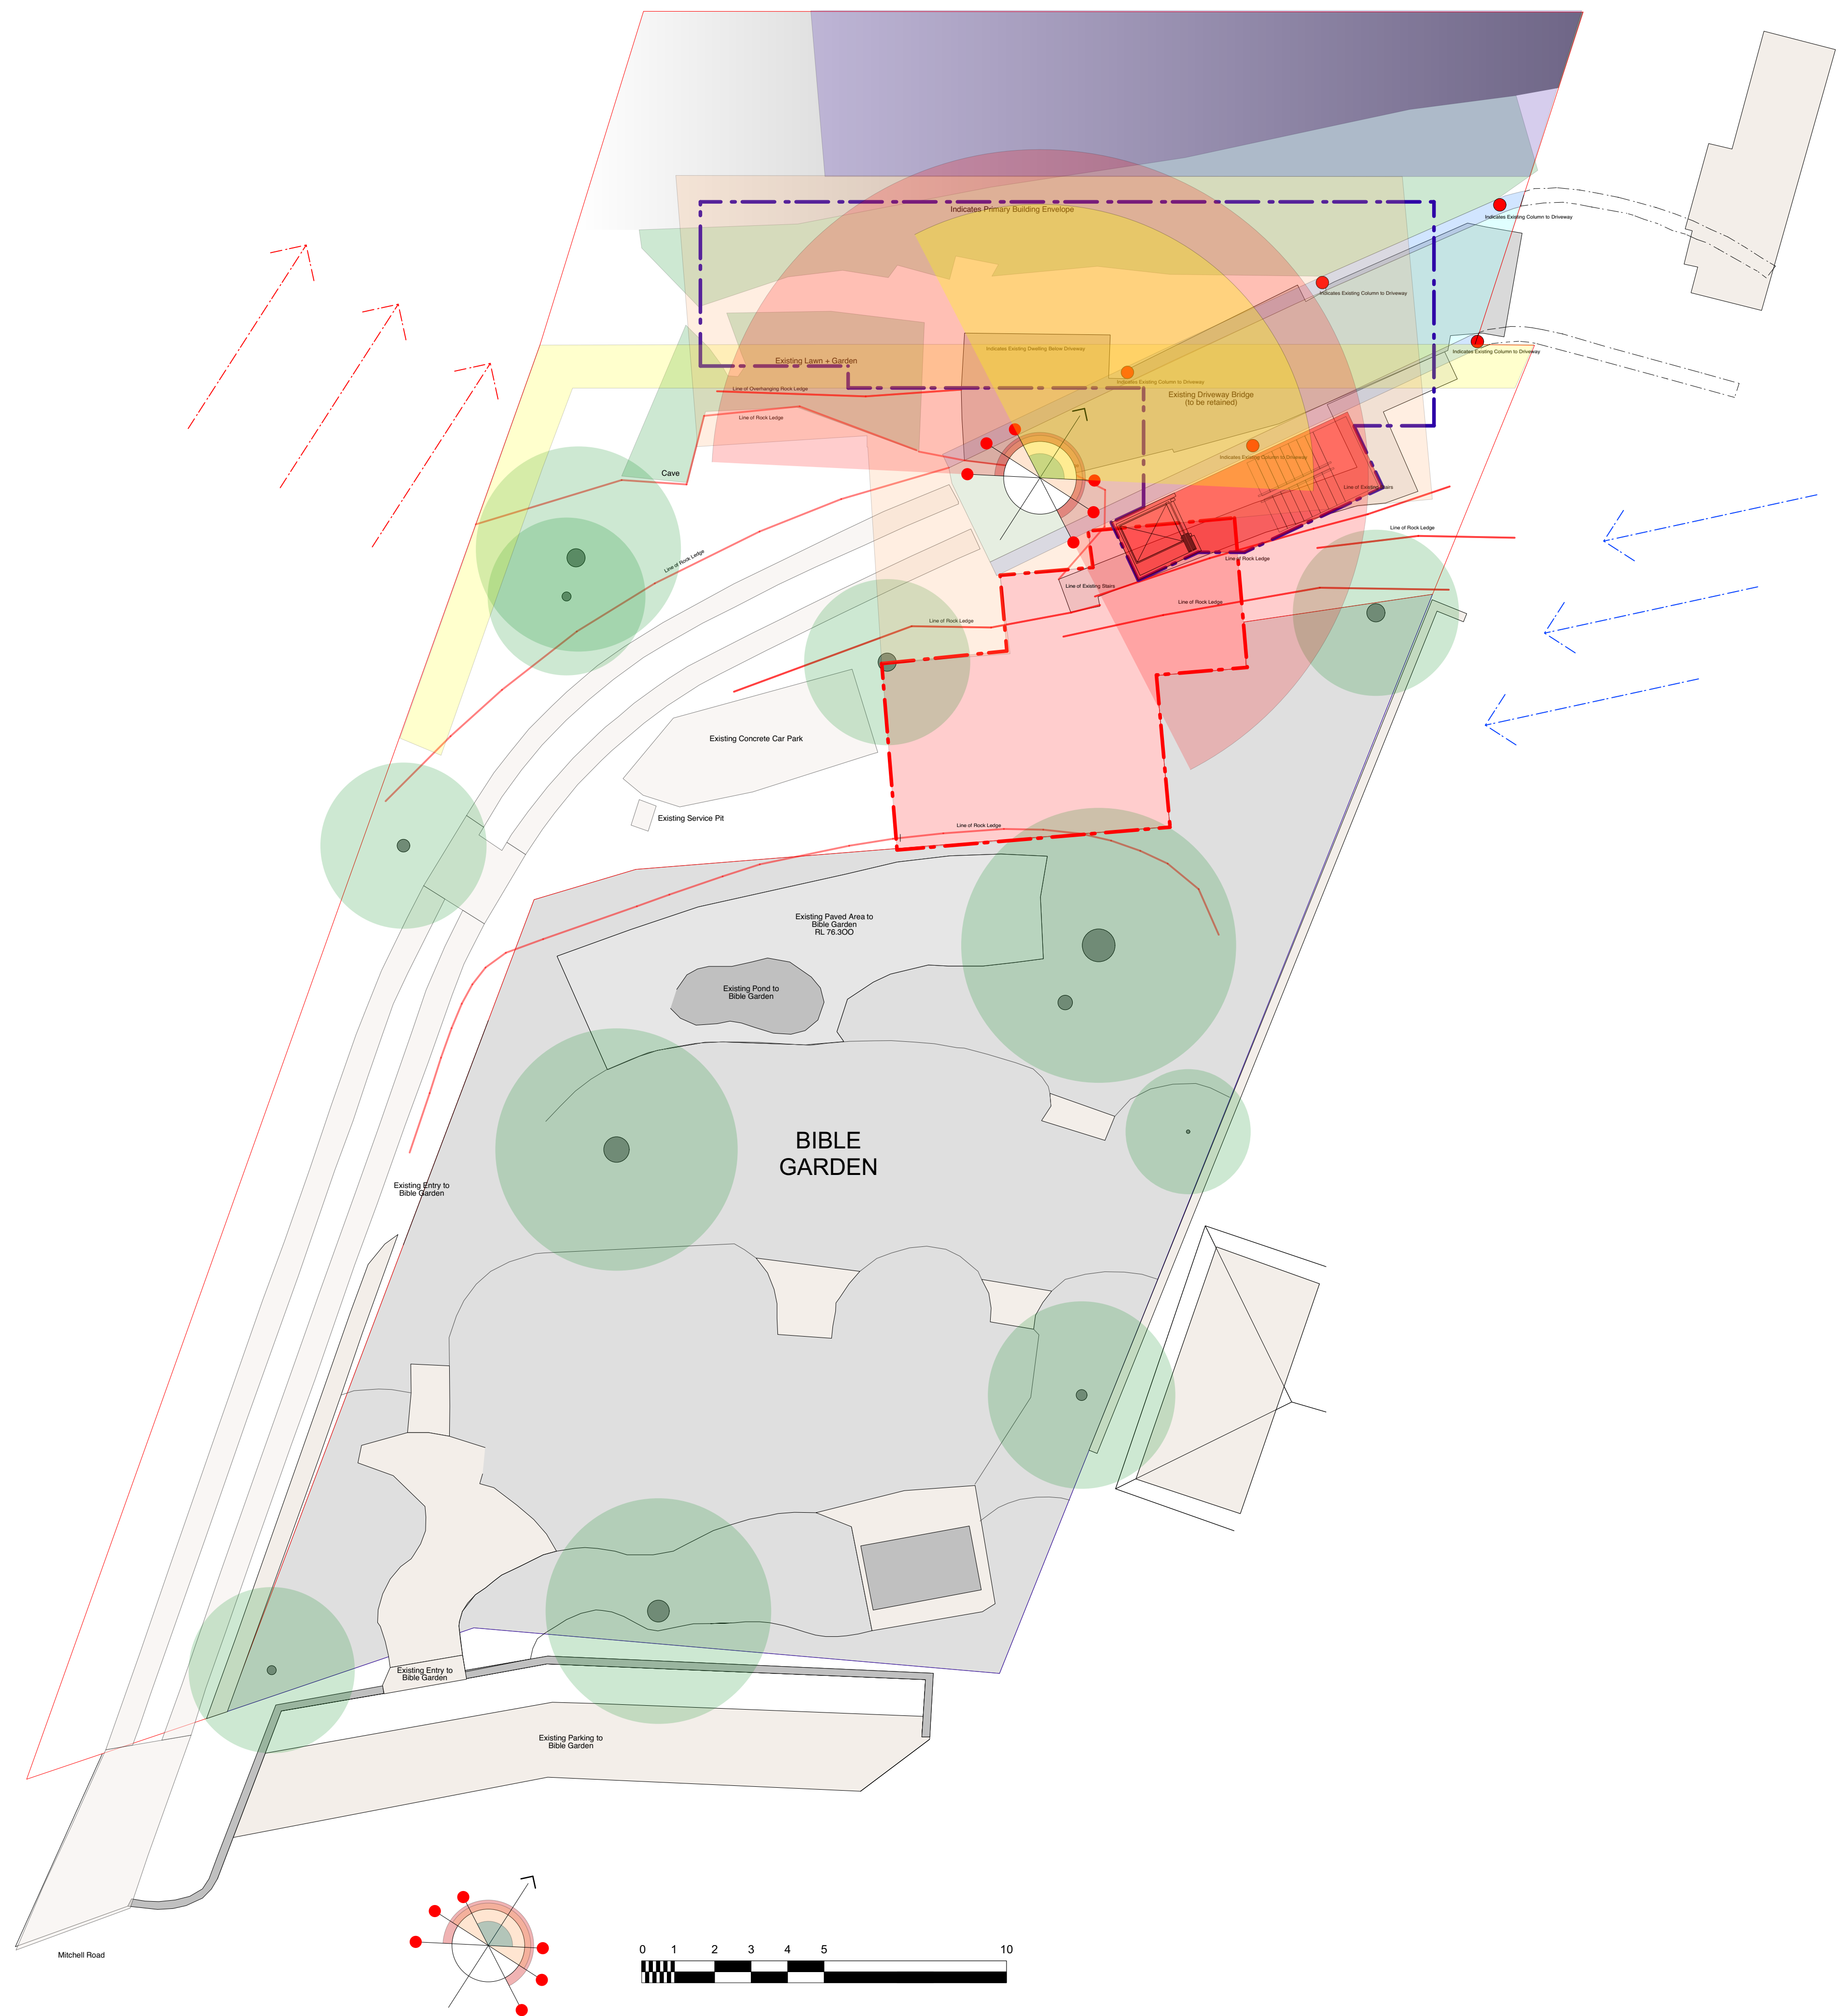 Indicates Primary Building Envelope
Indicates Existing Column to Driveway
Indicates Existing Column to Driveway
Indicates Existing Dwelling Below Driveway
Indicates Existing Column to Driveway
Existing Lawn + Garden
Indicates Existing Column to Driveway
Line of Overhanging Rock Ledge
Existing Driveway Bridge
(to be retained)
Line of Rock Ledge
Indicates Existing Column to Driveway
Cave
Line of Existing Stairs
Line of Rock Ledge
Line of Rock Ledge
Line of Rock Ledge
Line of Existing Stairs
Line of Rock Ledge
Line of Rock Ledge
Existing Concrete Car Park
Existing Service Pit
Line of Rock Ledge
Existing Paved Area to
Bible Garden
RL 76.3OO
Existing Pond to
Bible Garden
BIBLE
GARDEN
Existing Entry to
Bible Garden
Existing Entry to
Bible Garden
Existing Parking to
Bible Garden
Mitchell Road
0 1 2 3 4 5 10